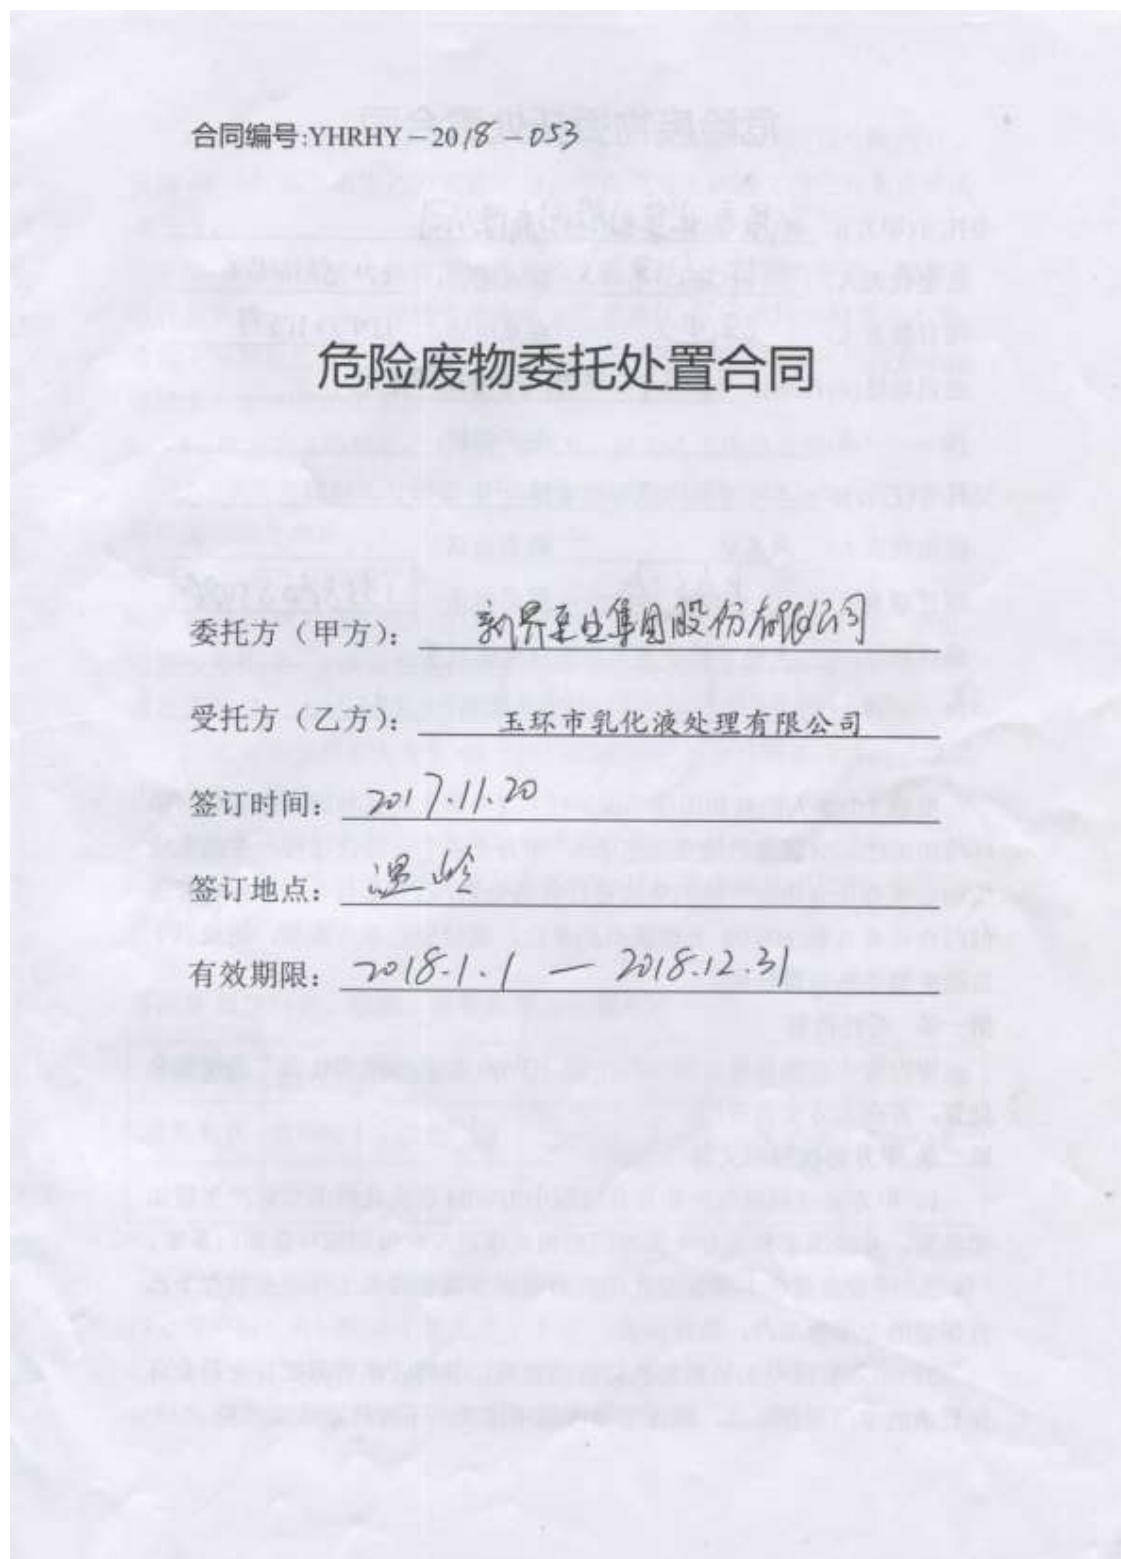 合同编号:YHRHY-2018-053
危险废物委托处置合同
委托方（甲方）: 新界泵业集团股份有限公司
受托方（乙方）: 玉环市乳化液处理有限公司
签订时间: 2017.11.20
签订地点: 温岭
有效期限: 2018.1.1 — 2018.12.31